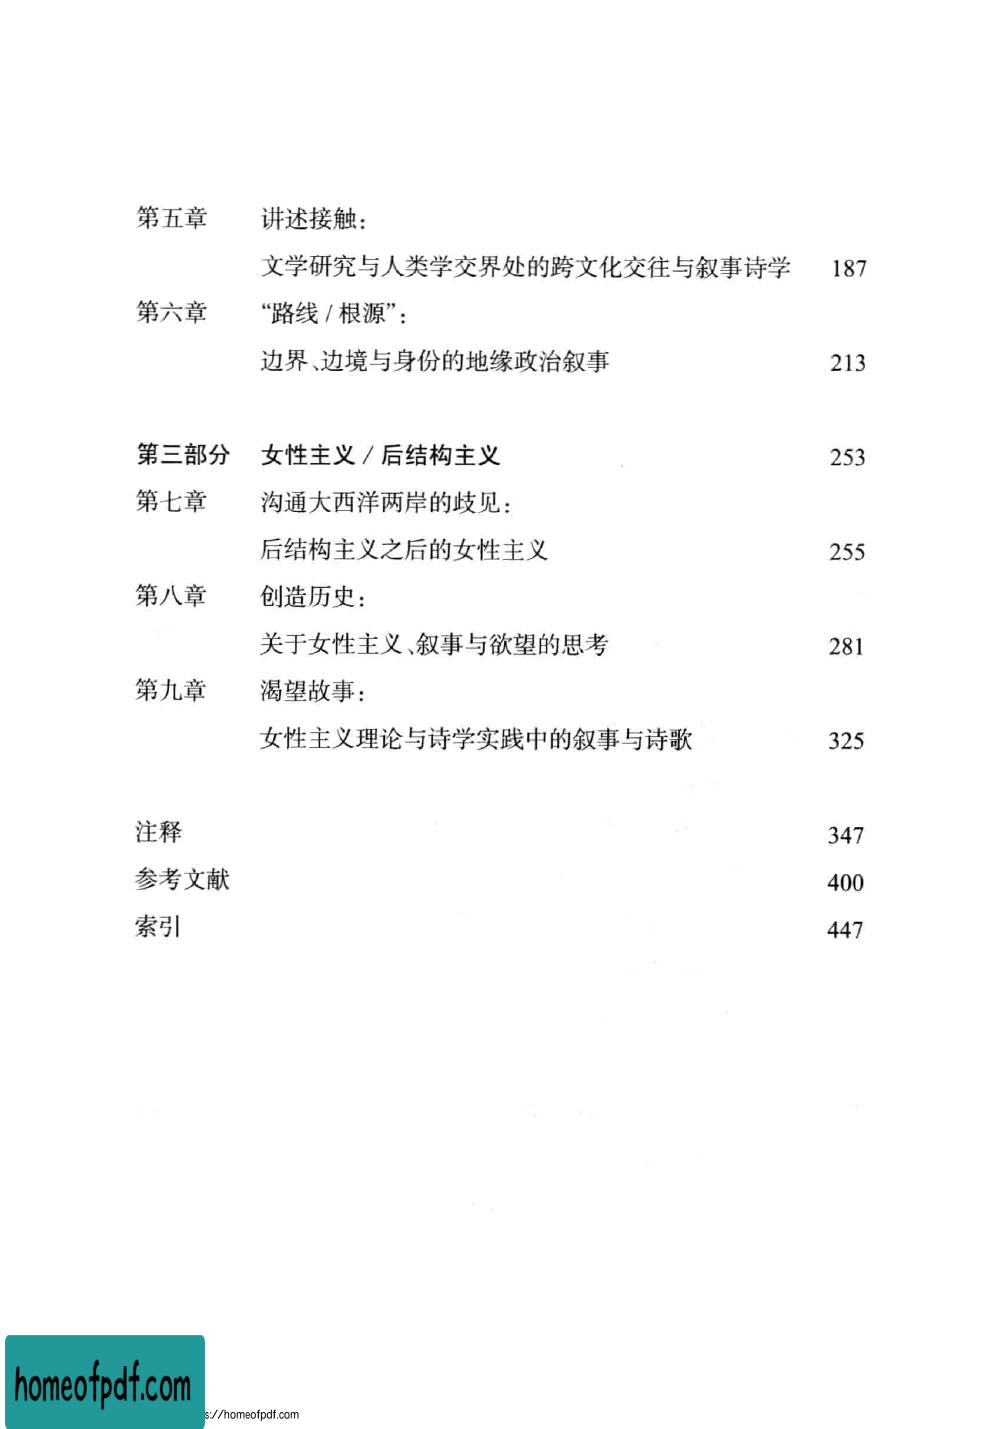 第五章 讲述接触：
文学研究与人类学交界处的跨文化交往与叙事诗学 187
第六章 “路线 / 根源”：
边界、边境与身份的地缘政治叙事 213
第三部分 女性主义 / 后结构主义 253
第七章 沟通大西洋两岸的歧见：
后结构主义之后的女性主义 255
第八章 创造历史：
关于女性主义、叙事与欲望的思考 281
第九章 渴望故事：
女性主义理论与诗学实践中的叙事与诗歌 325
注释 347
参考文献 400
索引 447
homeofpdf.com
s://homeofpdf.com